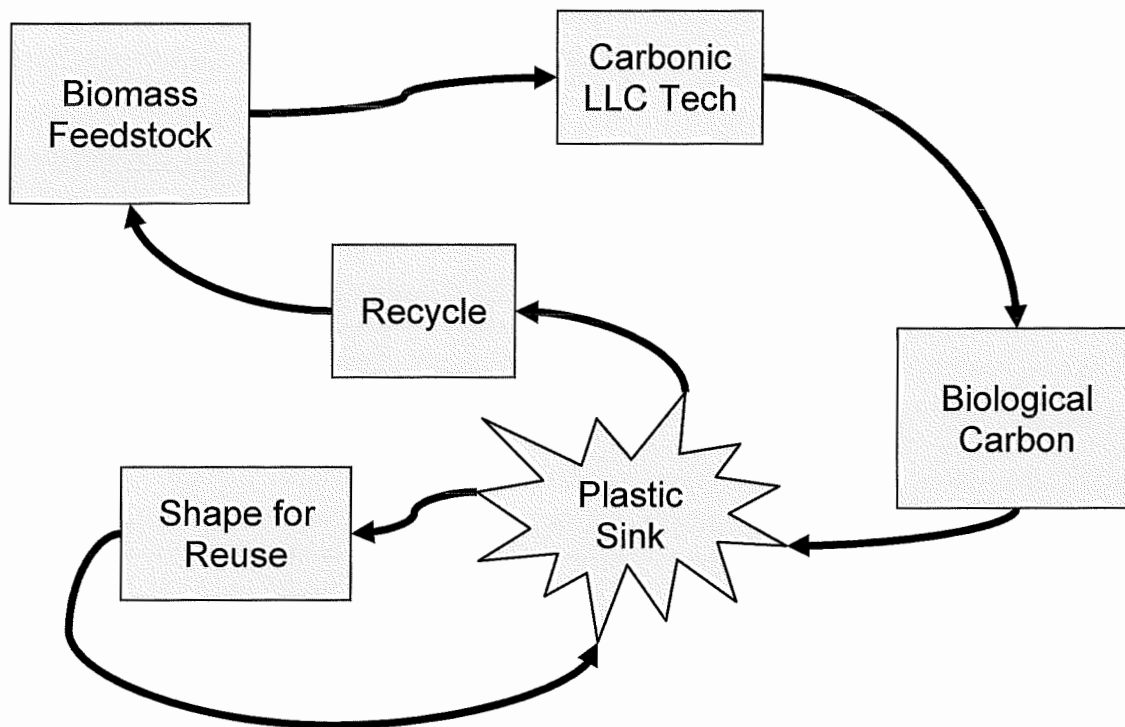 Biomass
Feedstock
Carbonic
LLC Tech
Recycle
Biological
Carbon
Shape for
Reuse
Plastic
Sink